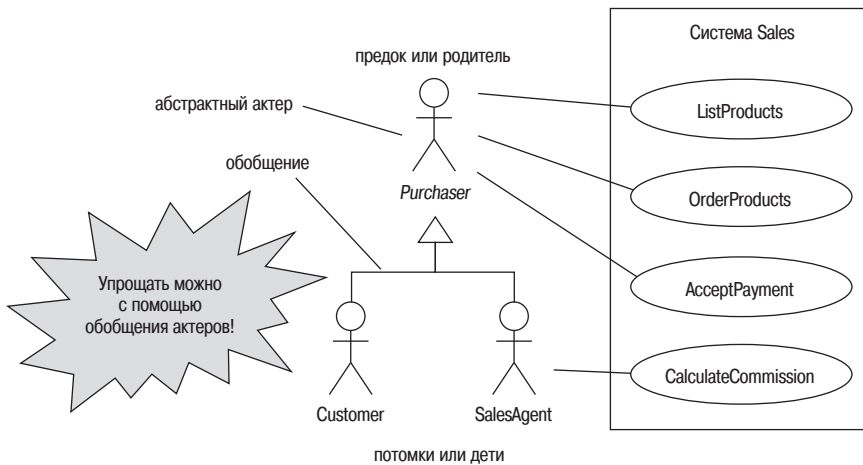 Система Sales
предок или родитель
абстрактный актер
ListProducts
обобщение
Purchaser
OrderProducts
Упрощать можно
с помощью
обобщения актеров!
AcceptPayment
CalculateCommission
Customer
SalesAgent
потомки или дети